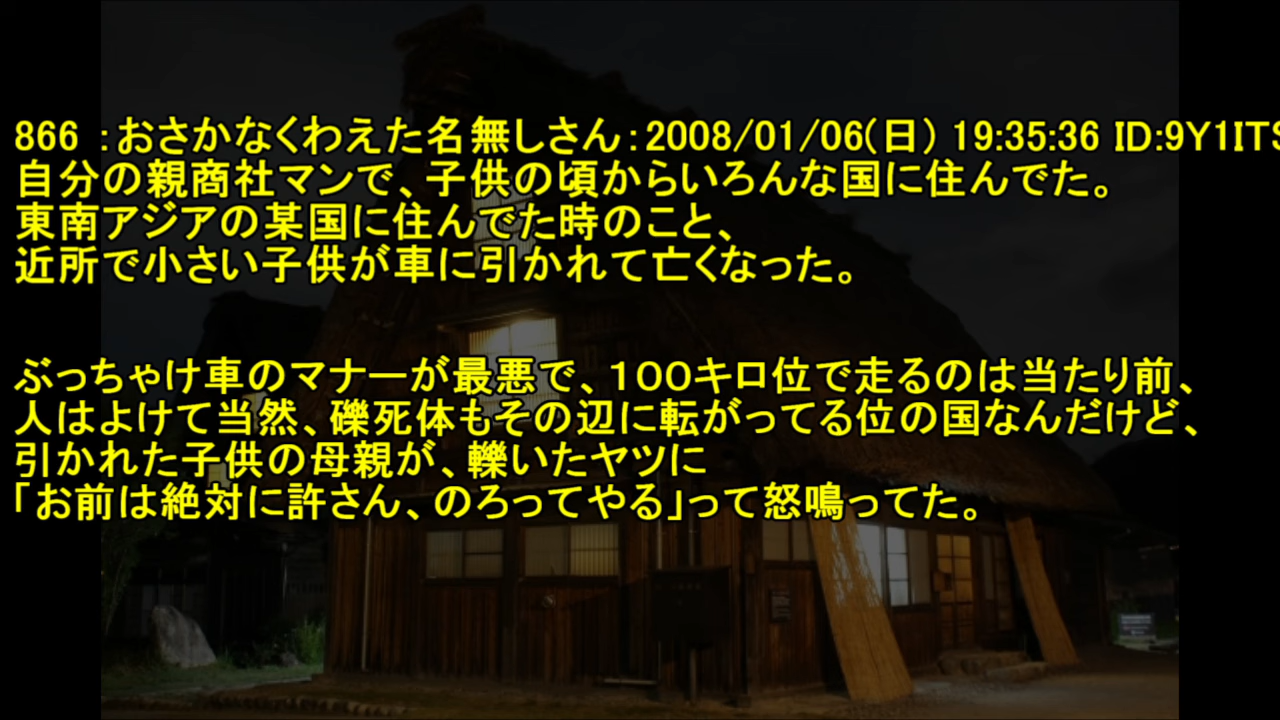 866 ：おさかなくわえた名無しさん：2008/01/06(日) 19:35:36 ID:9Y1ITS
自分の親商社マンで、子供の頃からいろんな国に住んでた。
東南アジアの某国に住んでた時のこと、
近所で小さい子供が車に引かれて亡くなった。
ぶっちゃけ車のマナーが最悪で、１００キロ位で走るのは当たり前、
人はよけて当然、礫死体もその辺に転がってる位の国なんだけど、
引かれた子供の母親が、轢いたヤツに
「お前は絶対に許さん、のろってやる」って怒鳴ってた。